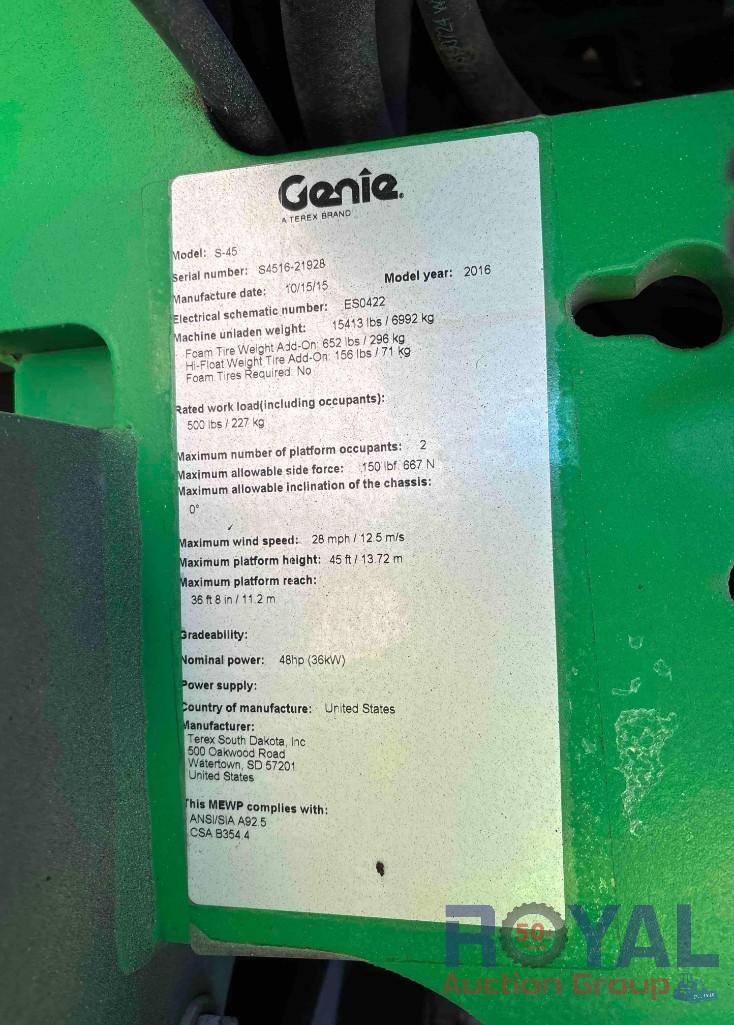 Genie.
A TEREX BRAND
Model: S-45
Serial number: S4516-21928
Manufacture date: 10/15/15 Model year: 2016
Electrical schematic number: ES0422
Machine unladen weight: 15413 lbs / 6992 kg
Foam Tire Weight Add-On: 652 lbs / 296 kg
Hi-Float Weight Tire Add-On: 156 lbs / 71 kg
Foam Tires Required: No
Rated work load(including occupants):
500 lbs / 227 kg
Maximum number of platform occupants: 2
Maximum allowable side force: 150 lbf 667 N
Maximum allowable inclination of the chassis:
0°
Maximum wind speed: 28 mph / 12.5 m/s
Maximum platform height: 45 ft / 13.72 m
Maximum platform reach:
36 ft 8 in / 11.2 m
Gradeability:
Nominal power: 48hp (36kW)
Power supply:
Country of manufacture: United States
Manufacturer:
Terex South Dakota, Inc
500 Oakwood Road
Watertown, SD 57201
United States
This MEWP complies with:
ANSI/SIA A92.5
CSA B354.4
ROYAL
50
Auction Group